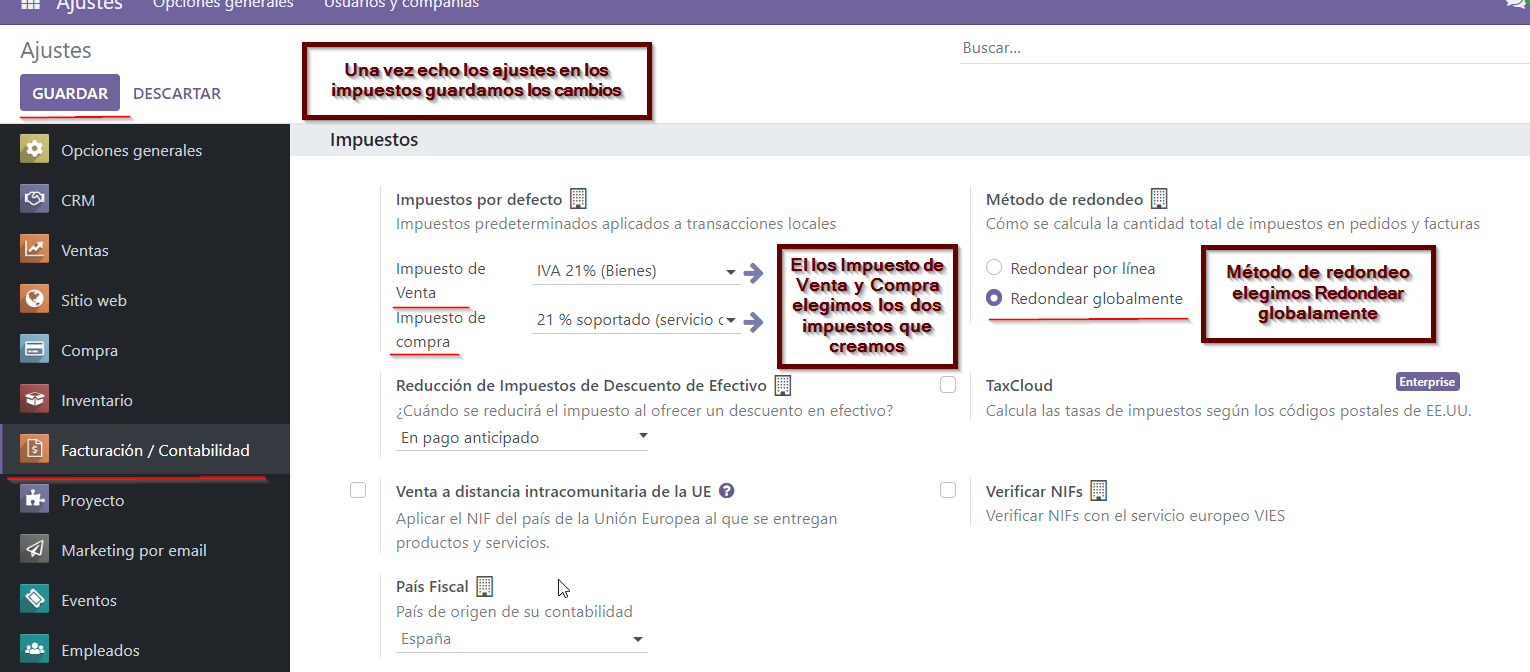 Ajustes
Opciones generales
Usuarios y compañías
Ajustes
Buscar...
GUARDAR
DESCARTAR
Una vez echo los ajustes en los
impuestos guardamos los cambios
Opciones generales
CRM
Ventas
Sitio web
Compra
Inventario
Facturación / Contabilidad
Proyecto
Marketing por email
Eventos
Empleados
Impuestos
Impuestos por defecto
Impuestos predeterminados aplicados a transacciones locales
Impuesto de
Venta
IVA 21% (Bienes)
Impuesto de
compra
21 % soportado (servicio c
El los Impuesto de
Venta y Compra
elegimos los dos
impuestos que
creamos
Método de redondeo
Cómo se calcula la cantidad total de impuestos en pedidos y facturas
Redondear por línea
Redondear globalmente
Método de redondeo
elegimos Redondear
globalamente
Reducción de Impuestos de Descuento de Efectivo
¿Cuándo se reducirá el impuesto al ofrecer un descuento en efectivo?
En pago anticipado
TaxCloud
Enterprise
Calcula las tasas de impuestos según los códigos postales de EE.UU.
Venta a distancia intracomunitaria de la UE
Aplicar el NIF del país de la Unión Europea al que se entregan
productos y servicios.
Verificar NIFs
Verificar NIFs con el servicio europeo VIES
País Fiscal
País de origen de su contabilidad
España